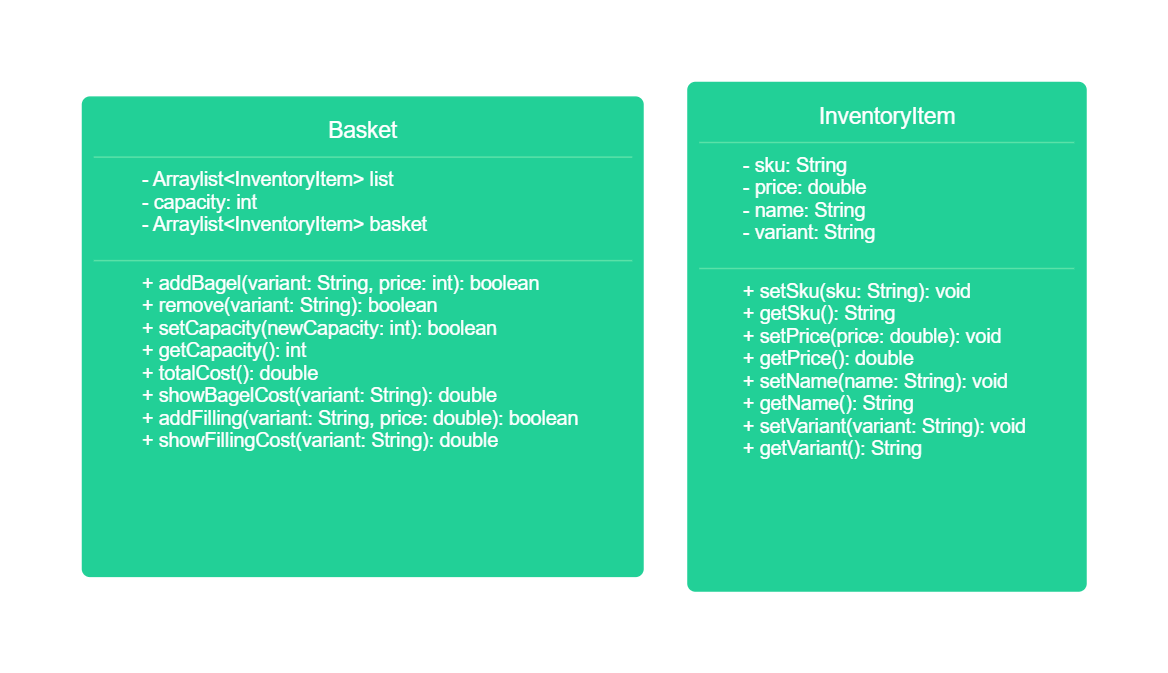 Basket
- Arraylist<InventoryItem> list
- capacity: int
- Arraylist<InventoryItem> basket
+ addBagel(variant: String, price: int): boolean
+ remove(variant: String): boolean
+ setCapacity(newCapacity: int): boolean
+ getCapacity(): int
+ totalCost(): double
+ showBagelCost(variant: String): double
+ addFilling(variant: String, price: double): boolean
+ showFillingCost(variant: String): double
InventoryItem
- sku: String
- price: double
- name: String
- variant: String
+ setSku(sku: String): void
+ getSku(): String
+ setPrice(price: double): void
+ getPrice(): double
+ setName(name: String): void
+ getName(): String
+ setVariant(variant: String): void
+ getVariant(): String